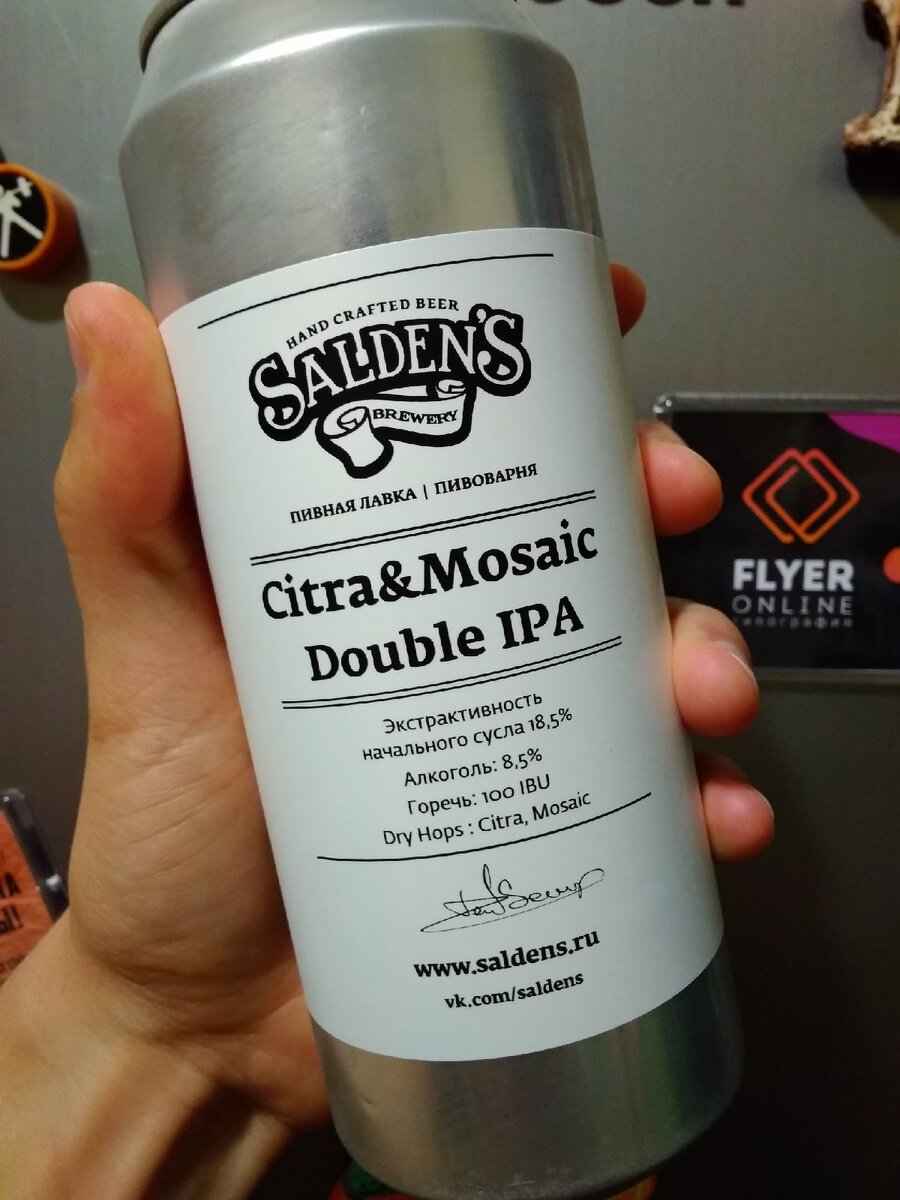 HAND CRAFTED BEER
SALDEN'S
BREWERY
ПИВНАЯ ЛАВКА | ПИВОВАРНЯ
Citra&Mosaic
Double IPA
Экстрактивность
начального сусла 18,5%
Алкоголь: 8,5%
Горечь: 100 IBU
Dry Hops : Citra, Mosaic
www.saldens.ru
vk.com/saldens
FLYER
ONLINE
типография